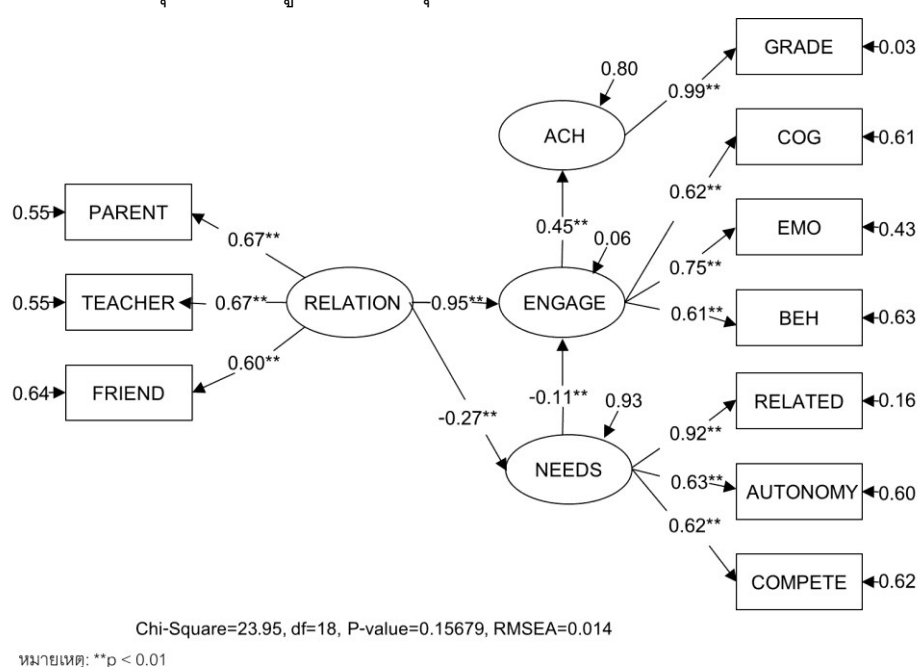 GRADE
0.03
0.80
0.99**
ACH
COG
0.61
0.62**
0.55
PARENT
0.67**
0.45**
0.06
EMO
0.43
0.75**
0.55
TEACHER
0.67**
RELATION
0.95**
ENGAGE
0.61**
BEH
0.63
0.60**
0.64
FRIEND
-0.27**
-0.11**
0.93
RELATED
0.16
0.92**
NEEDS
0.63**
AUTONOMY
0.60
0.62**
COMPETE
0.62
Chi-Square=23.95, df=18, P-value=0.15679, RMSEA=0.014
หมายเหตุ: **p < 0.01